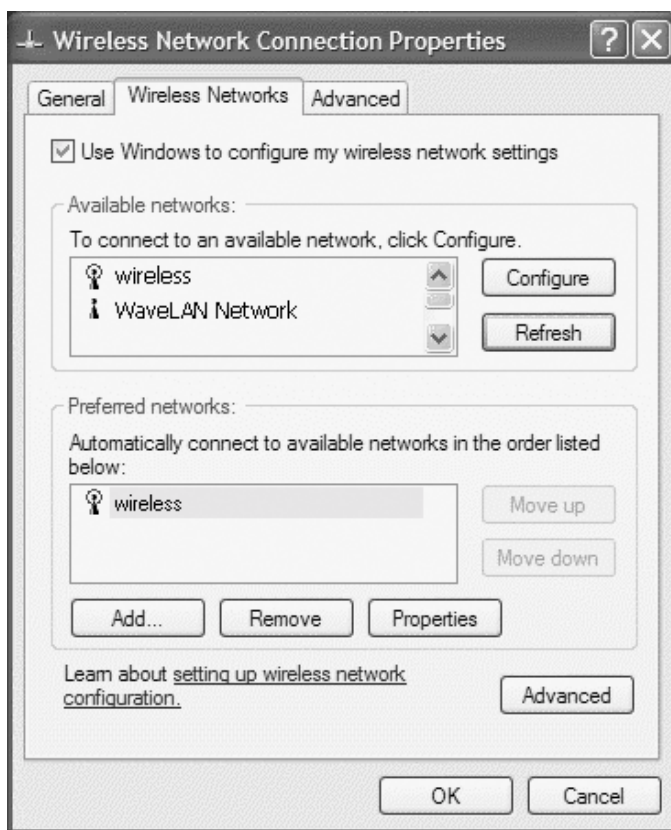 Wireless Network Connection Properties
General
Wireless Networks
Advanced
Use Windows to configure my wireless network settings
Available networks:
To connect to an available network, click Configure.
wireless
WaveLAN Network
Configure
Refresh
Preferred networks:
Automatically connect to available networks in the order listed
below:
wireless
Move up
Move down
Add...
Remove
Properties
Learn about setting up wireless network
configuration.
Advanced
OK
Cancel